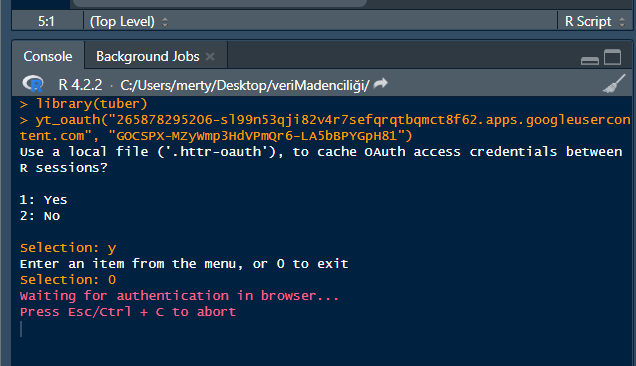 5:1 (Top Level) R Script
Console Background Jobs
R 4.2.2 · C:/Users/merty/Desktop/veriMadenciliği/
> library(tuber)
> yt_oauth("265878295206-sl99n53qji82v4r7sefqrqtbqmct8f62.apps.googleusercon
tent.com", "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")
Use a local file ('.httr-oauth'), to cache OAuth access credentials between
R sessions?
1: Yes
2: No
Selection: y
Enter an item from the menu, or 0 to exit
Selection: 0
Waiting for authentication in browser...
Press Esc/Ctrl + C to abort